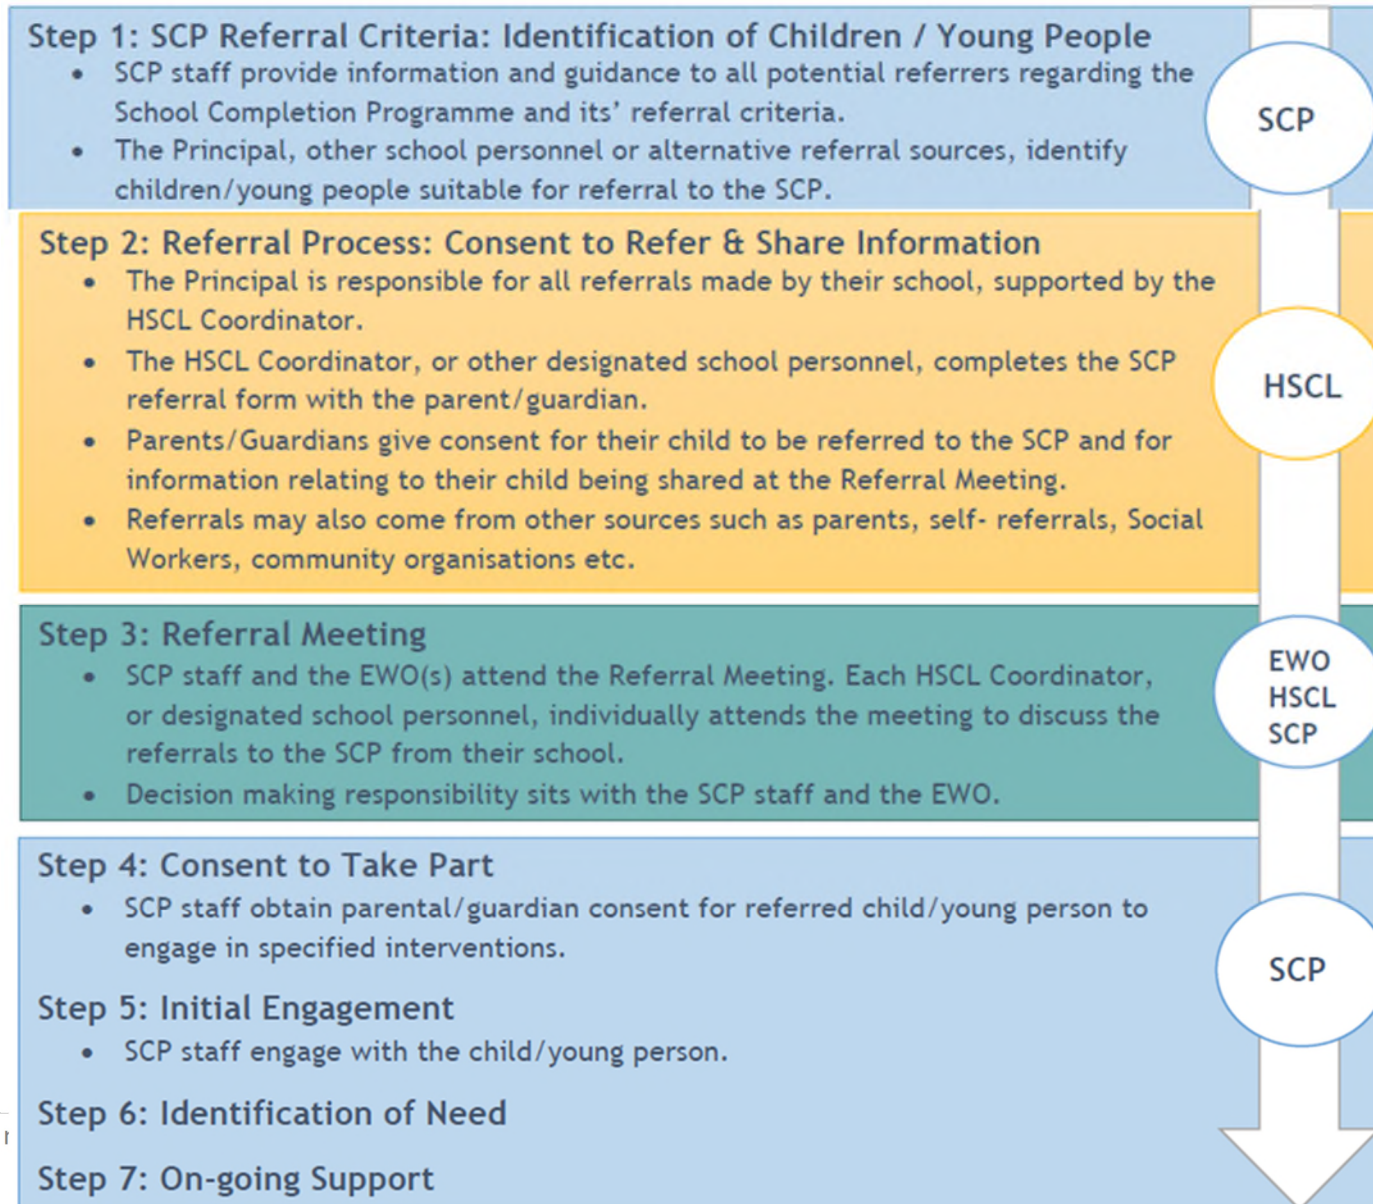 Step 1: SCP Referral Criteria: Identification of Children / Young People
• SCP staff provide information and guidance to all potential referrers regarding the
School Completion Programme and its’ referral criteria.
• The Principal, other school personnel or alternative referral sources, identify
children/young people suitable for referral to the SCP.
SCP
Step 2: Referral Process: Consent to Refer & Share Information
• The Principal is responsible for all referrals made by their school, supported by the
HSCL Coordinator.
• The HSCL Coordinator, or other designated school personnel, completes the SCP
referral form with the parent/guardian.
• Parents/Guardians give consent for their child to be referred to the SCP and for
information relating to their child being shared at the Referral Meeting.
• Referrals may also come from other sources such as parents, self- referrals, Social
Workers, community organisations etc.
HSCL
Step 3: Referral Meeting
• SCP staff and the EWO(s) attend the Referral Meeting. Each HSCL Coordinator,
or designated school personnel, individually attends the meeting to discuss the
referrals to the SCP from their school.
• Decision making responsibility sits with the SCP staff and the EWO.
EWO
HSCL
SCP
Step 4: Consent to Take Part
• SCP staff obtain parental/guardian consent for referred child/young person to
engage in specified interventions.
Step 5: Initial Engagement
• SCP staff engage with the child/young person.
Step 6: Identification of Need
Step 7: On-going Support
SCP